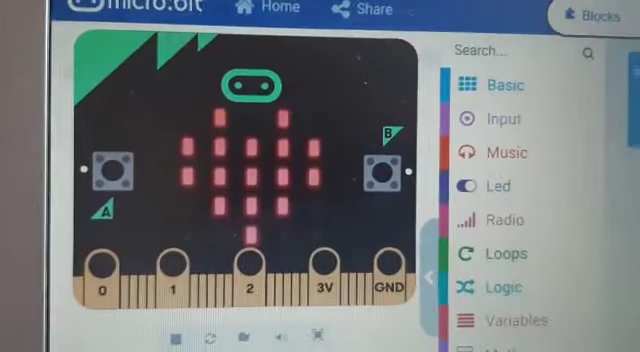 micro:bit
Home
Share
Blocks
Search...
Basic
Input
Music
Led
Radio
Loops
Logic
Variables
A
B
0 1 2 3V GND